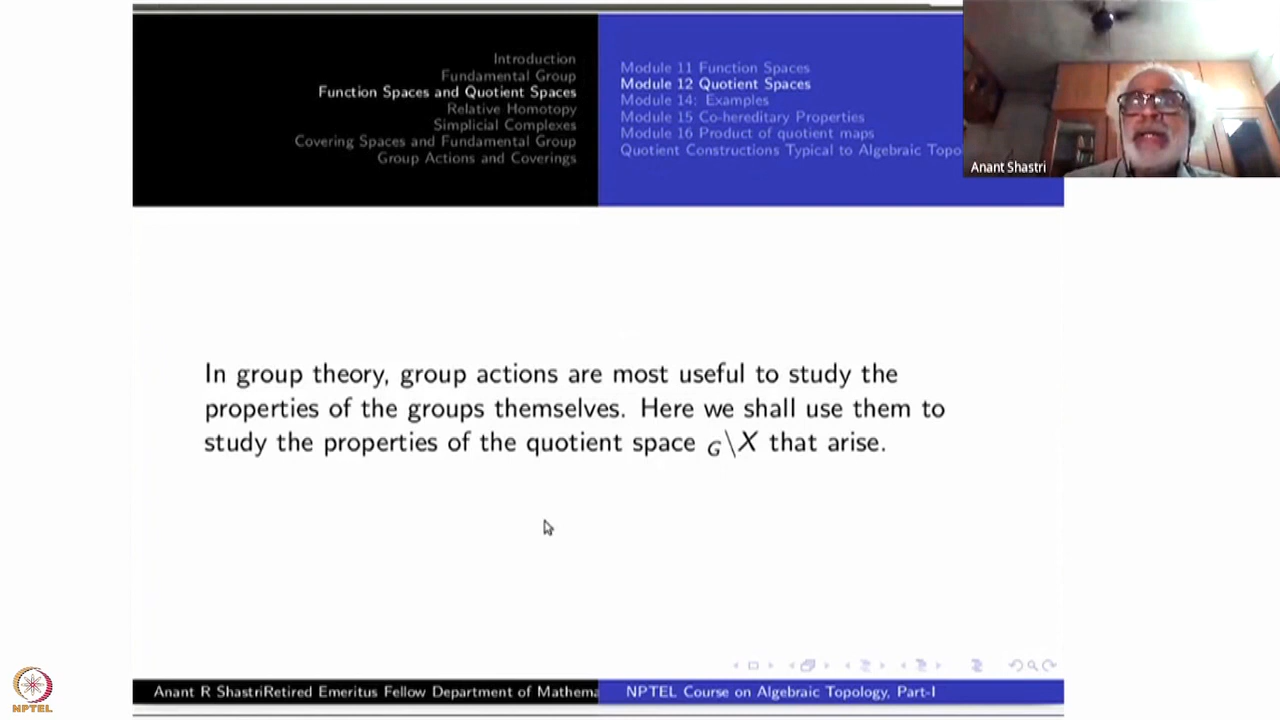 Introduction
Fundamental Group
Function Spaces and Quotient Spaces
Relative Homotopy
Simplicial Complexes
Covering Spaces and Fundamental Group
Group Actions and Coverings
Module 11 Function Spaces
Module 12 Quotient Spaces
Module 14: Examples
Module 15 Co-hereditary Properties
Module 16 Product of quotient maps
Quotient Constructions Typical to Algebraic Topo
Anant Shastri
In group theory, group actions are most useful to study the
properties of the groups themselves. Here we shall use them to
study the properties of the quotient space G\X that arise.
Anant R ShastriRetired Emeritus Fellow Department of Mathema
NPTEL Course on Algebraic Topology, Part-I
NPTEL